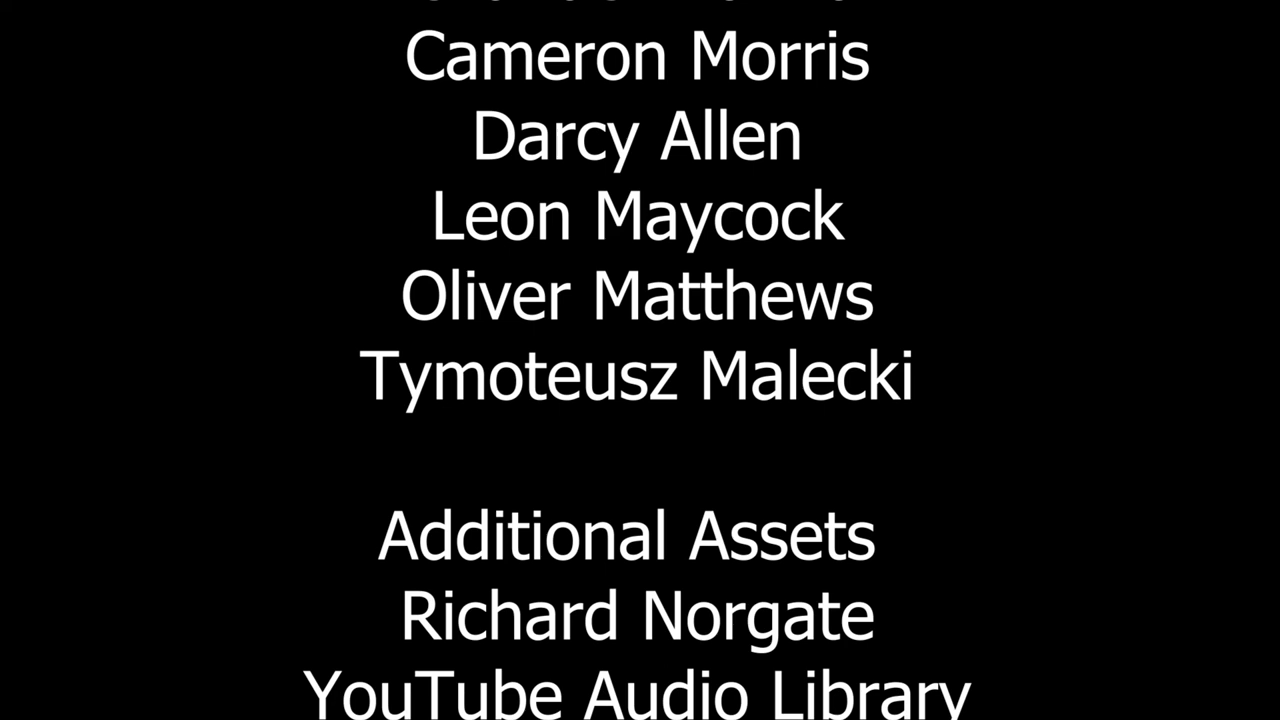 Cameron Morris
Darcy Allen
Leon Maycock
Oliver Matthews
Tymoteusz Malecki
Additional Assets
Richard Norgate
YouTube Audio Library